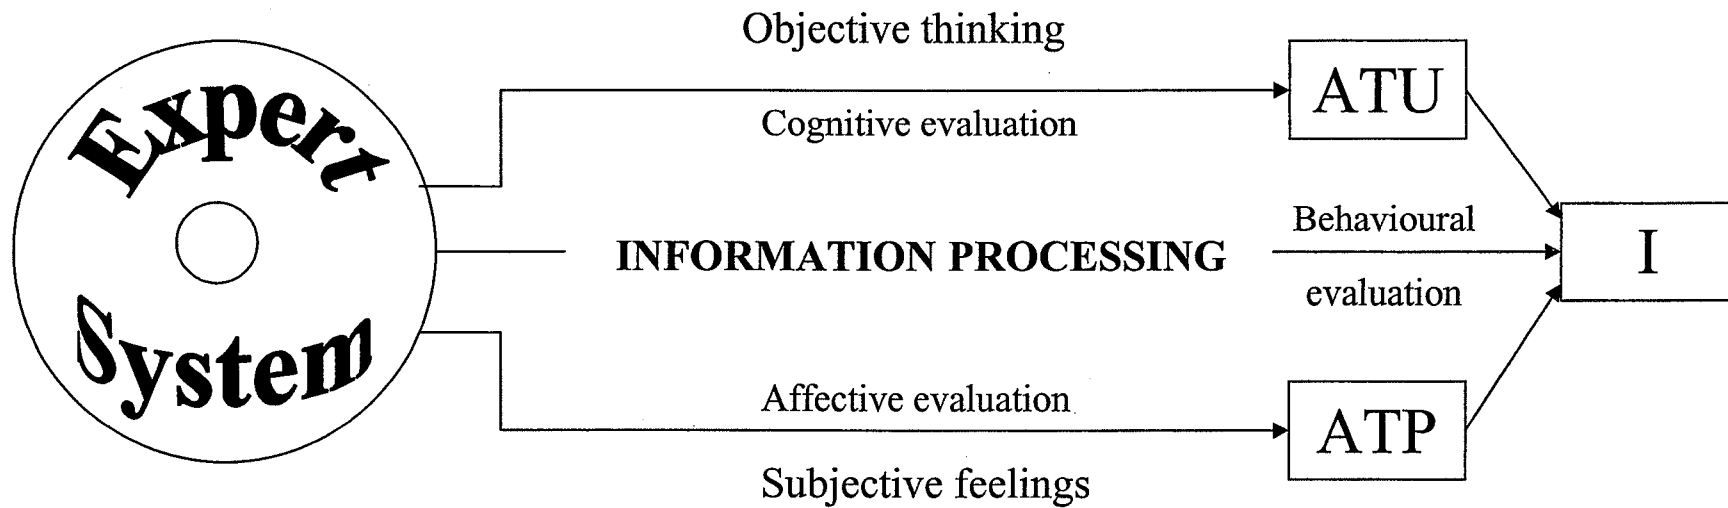 Expert
System
Objective thinking
Cognitive evaluation
INFORMATION PROCESSING
Affective evaluation
Subjective feelings
ATU
Behavioural
evaluation
ATP
I